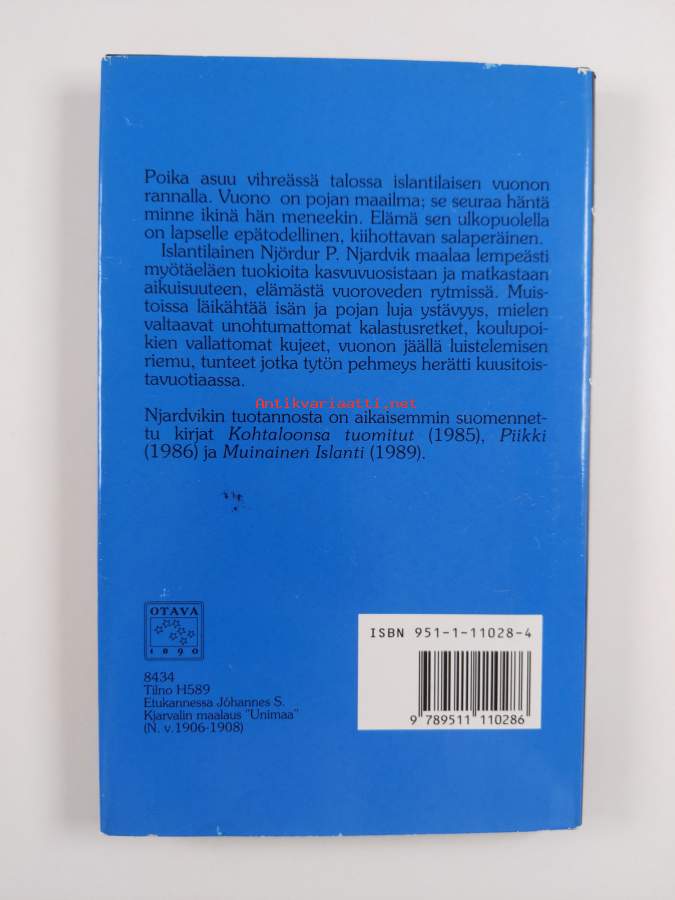 Poika asuu vihreässä talossa islantilaisen vuonon
rannalla. Vuono on pojan maailma; se seuraa häntä
minne ikinä hän meneekin. Elämä sen ulkopuolella
on lapselle epätodellinen, kiihottavan salaperäinen.
Islantilainen Njördur P. Njardvik maalaa lempeästi
myötäeläen tuokioita kasvuvuosistaan ja matkastaan
aikuisuuteen, elämästä vuoroveden rytmissä. Muis-
toissa läikähtää isän ja pojan luja ystävyys, mielen
valtaavat unohtumattomat kalastusretket, koulupoi-
kien vallattomat kujeet, vuonon jäällä luistelemisen
riemu, tunteet jotka tytön pehmeys herätti kuusitois-
tavuotiaassa.
Antikvariaatti.net
Njardvikin tuotannosta on aikaisemmin suomennet-
tu kirjat Kohtaloonsa tuomitut (1985), Piikki
(1986) ja Muinainen Islanti (1989).
OTAVA
1890
8434
Tilno H589
Etukannessa Jóhannes S.
Kjarvalin maalaus "Unimaa"
(N. v.1906-1908)
ISBN 951-1-11028-4
9 789511 110286